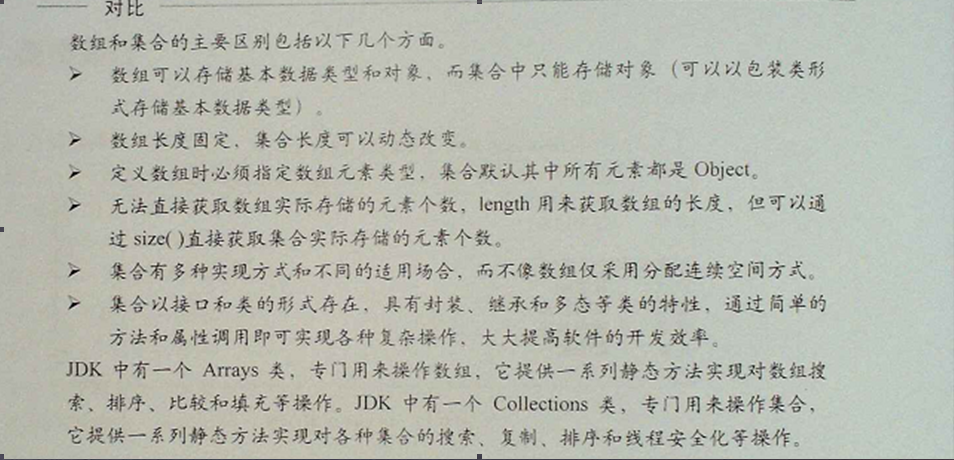 对比
数组和集合的主要区别包括以下几个方面。
➢ 数组可以存储基本数据类型和对象，而集合中只能存储对象（可以以包装类形
式存储基本数据类型）。
➢ 数组长度固定，集合长度可以动态改变。
➢ 定义数组时必须指定数组元素类型，集合默认其中所有元素都是 Object。
➢ 无法直接获取数组实际存储的元素个数，length 用来获取数组的长度，但可以通
过 size( )直接获取集合实际存储的元素个数。
➢ 集合有多种实现方式和不同的适用场合，而不像数组仅采用分配连续空间方式。
➢ 集合以接口和类的形式存在，具有封装、继承和多态等类的特性，通过简单的
方法和属性调用即可实现各种复杂操作，大大提高软件的开发效率。
JDK 中有一个 Arrays 类，专门用来操作数组，它提供一系列静态方法实现对数组搜
索、排序、比较和填充等操作。JDK 中有一个 Collections 类，专门用来操作集合，
它提供一系列静态方法实现对各种集合的搜索、复制、排序和线程安全化等操作。